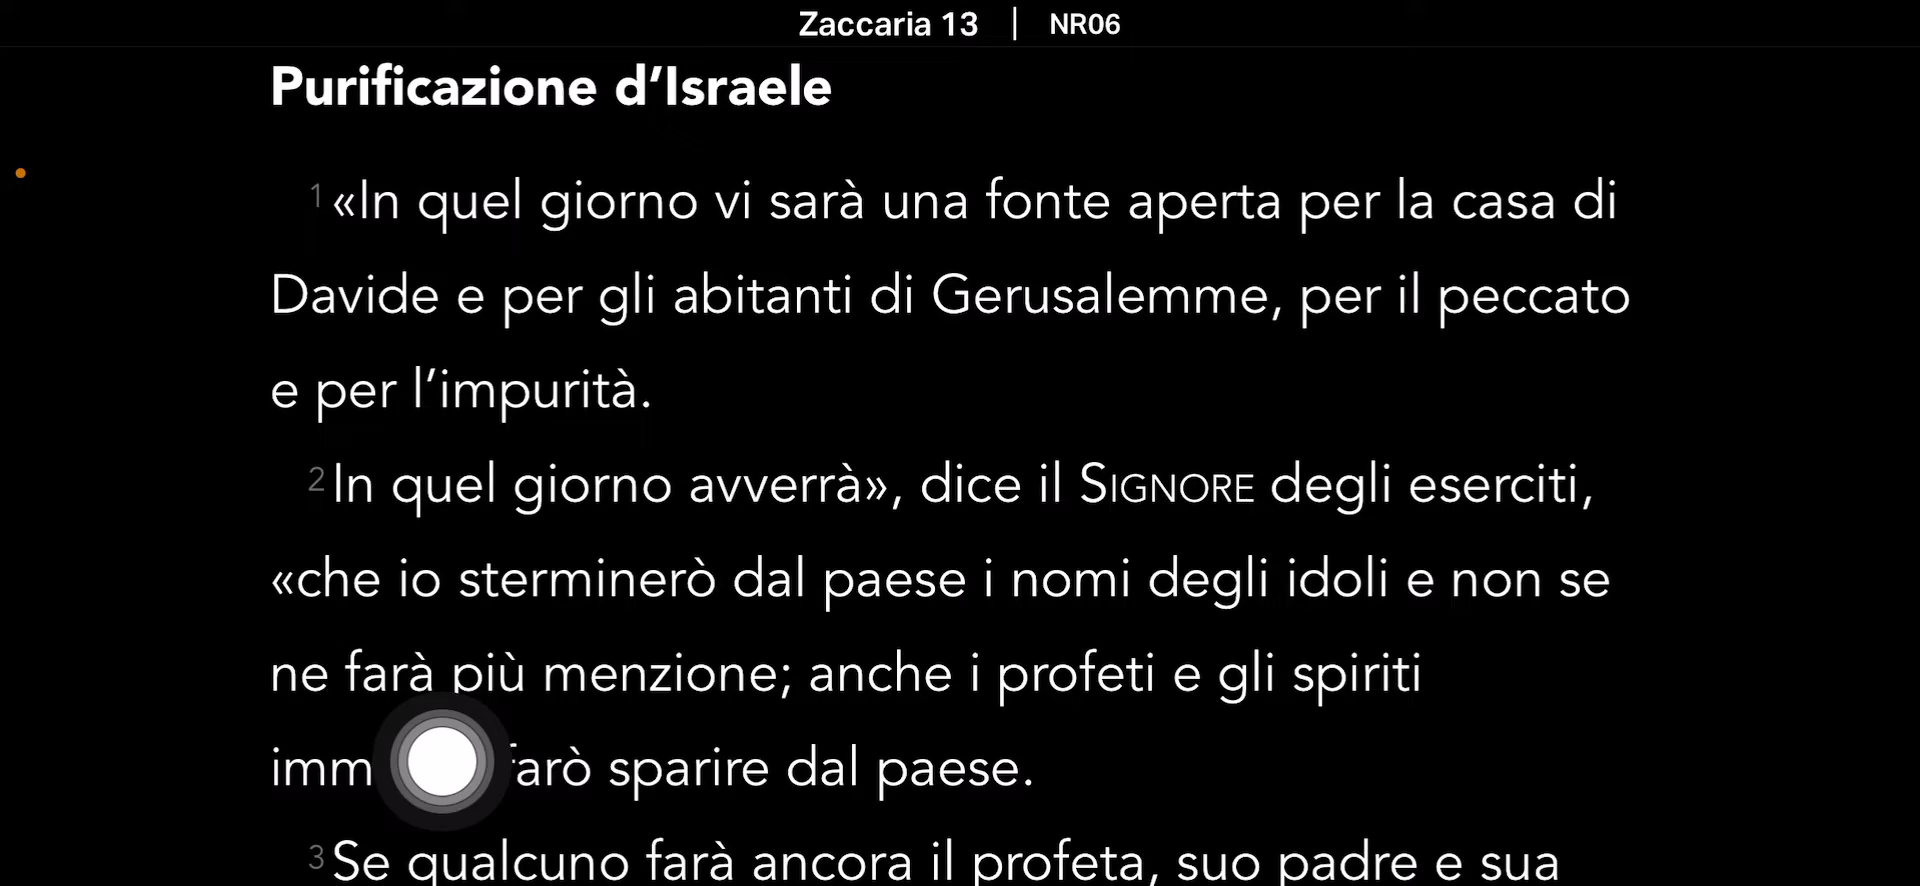 Zaccaria 13 | NR06
Purificazione d’Israele
1 «In quel giorno vi sarà una fonte aperta per la casa di
Davide e per gli abitanti di Gerusalemme, per il peccato
e per l’impurità.
2 In quel giorno avverrà», dice il SIGNORE degli eserciti,
«che io sterminerò dal paese i nomi degli idoli e non se
ne farà più menzione; anche i profeti e gli spiriti
farò sparire dal paese.
3 Se qualcuno farà ancora il profeta, suo padre e sua